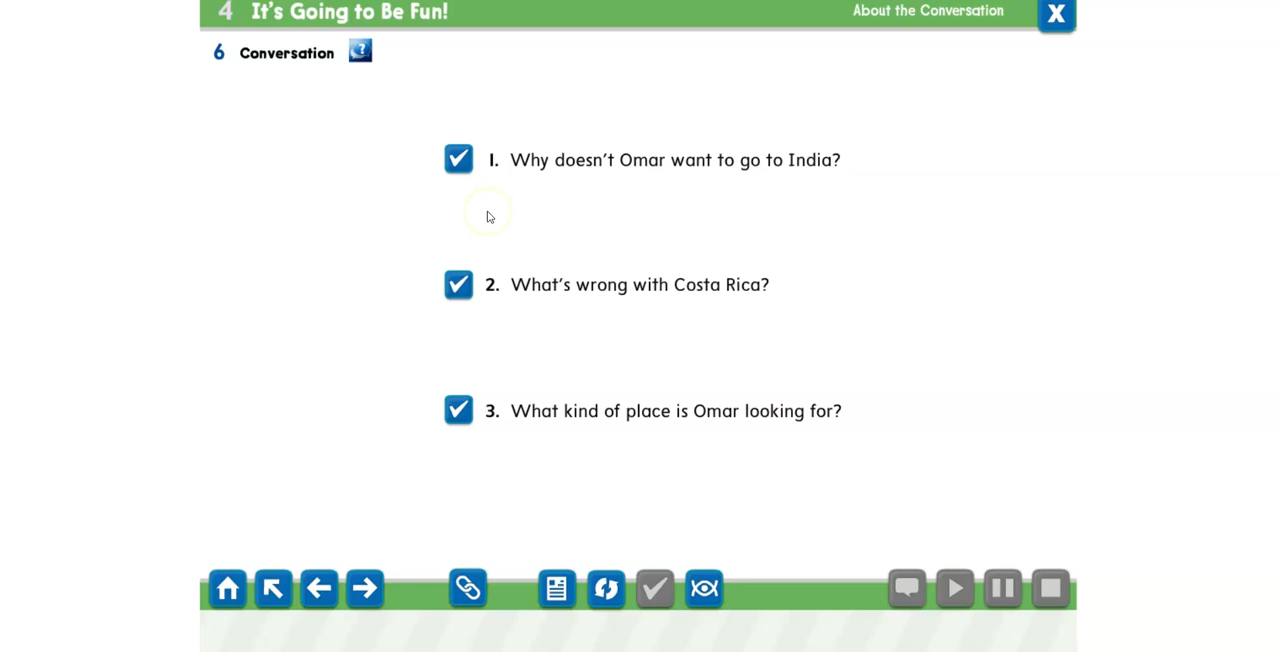 4 It's Going to Be Fun!
About the Conversation
X
6 Conversation
?
1. Why doesn't Omar want to go to India?
2. What's wrong with Costa Rica?
3. What kind of place is Omar looking for?